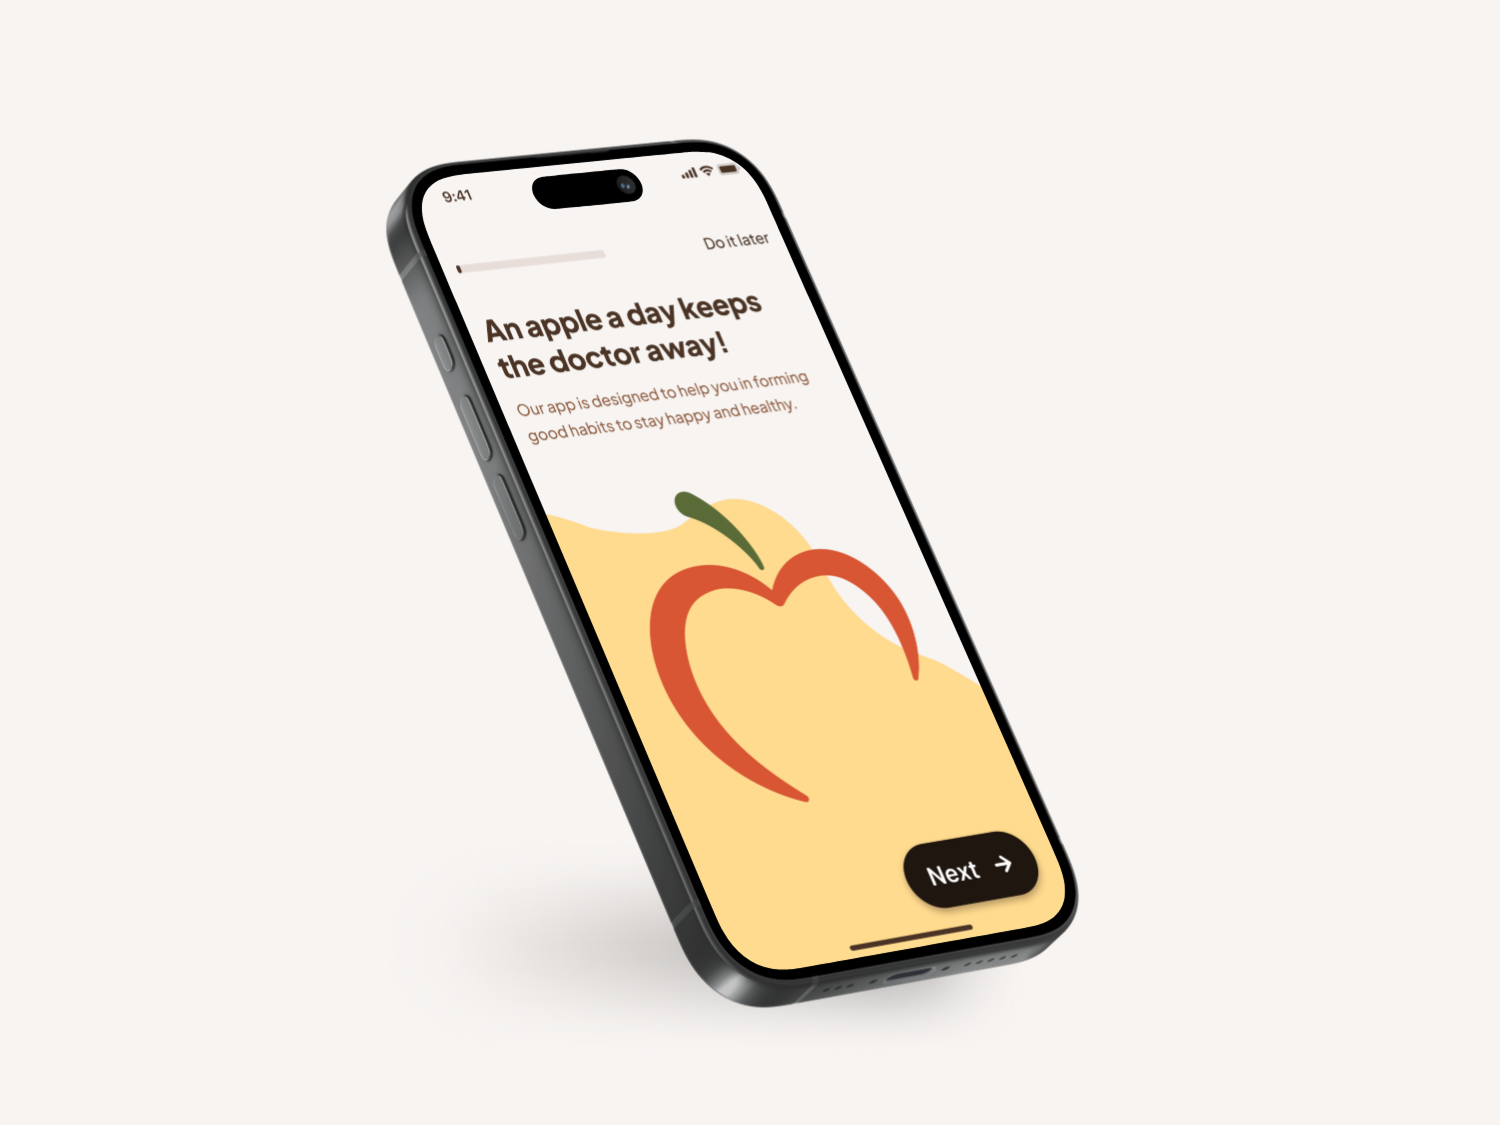 9:41
Do it later
An apple a day keeps
the doctor away!
Our app is designed to help you in forming
good habits to stay happy and healthy.
Next